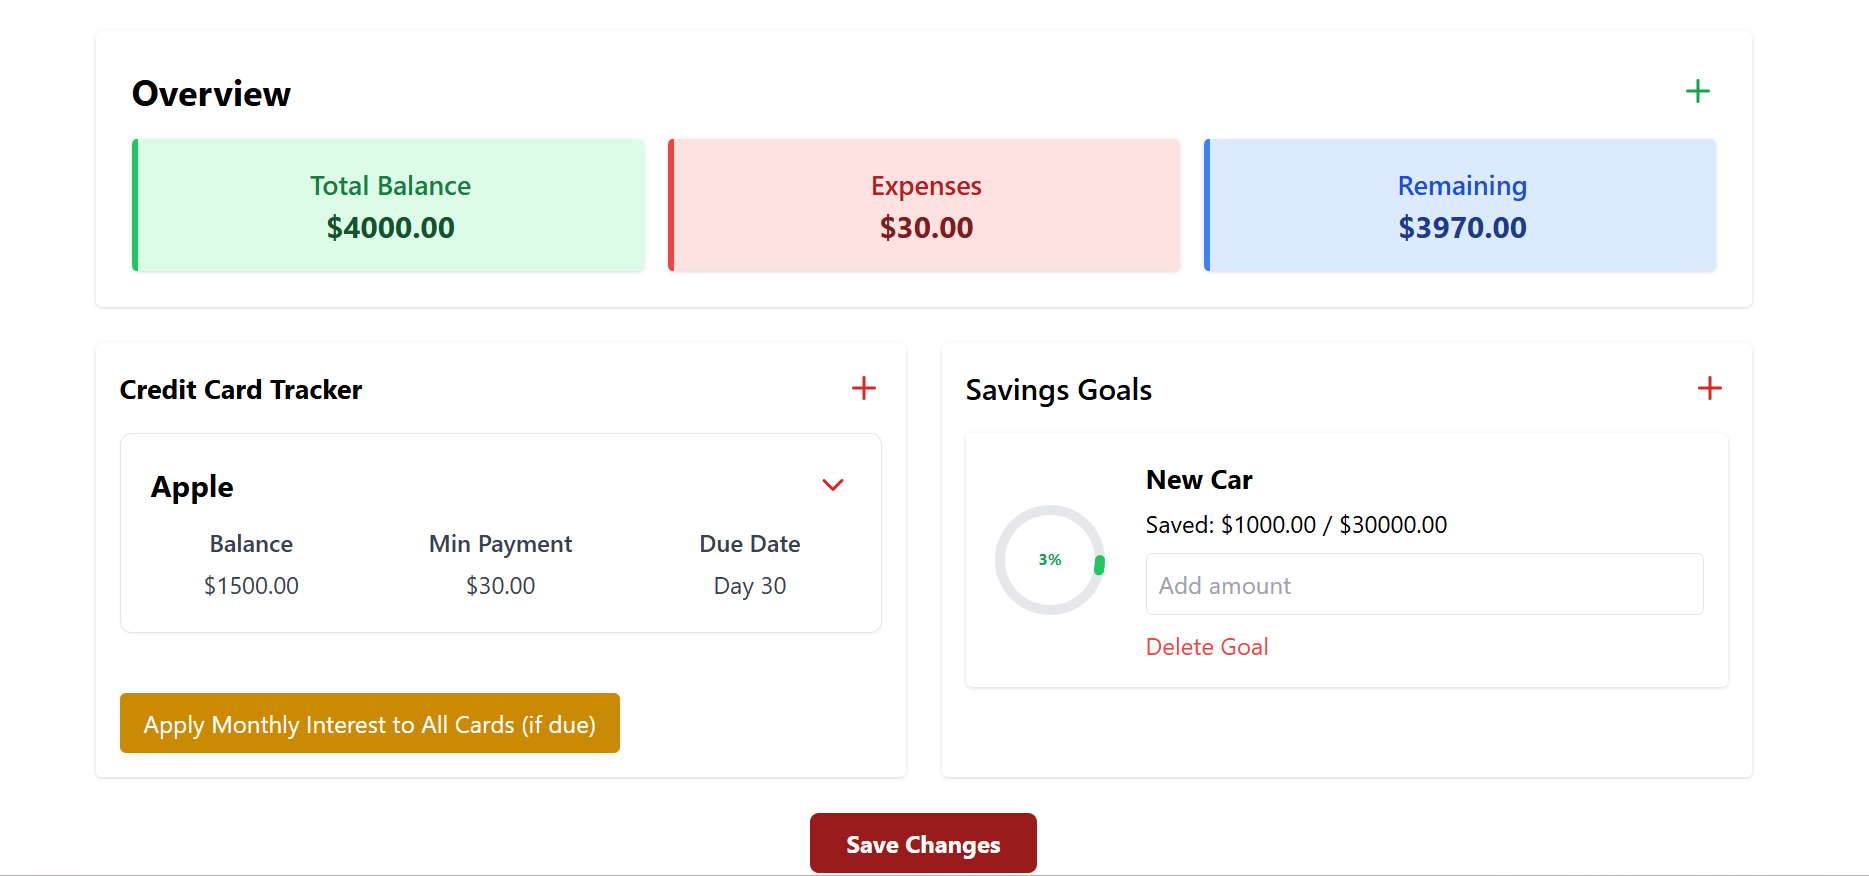 Overview
Total Balance
$4000.00
Expenses
$30.00
Remaining
$3970.00
Credit Card Tracker
Apple
Balance
Min Payment
Due Date
$1500.00
$30.00
Day 30
Apply Monthly Interest to All Cards (if due)
Savings Goals
3%
New Car
Saved: $1000.00 / $30000.00
Add amount
Delete Goal
Save Changes